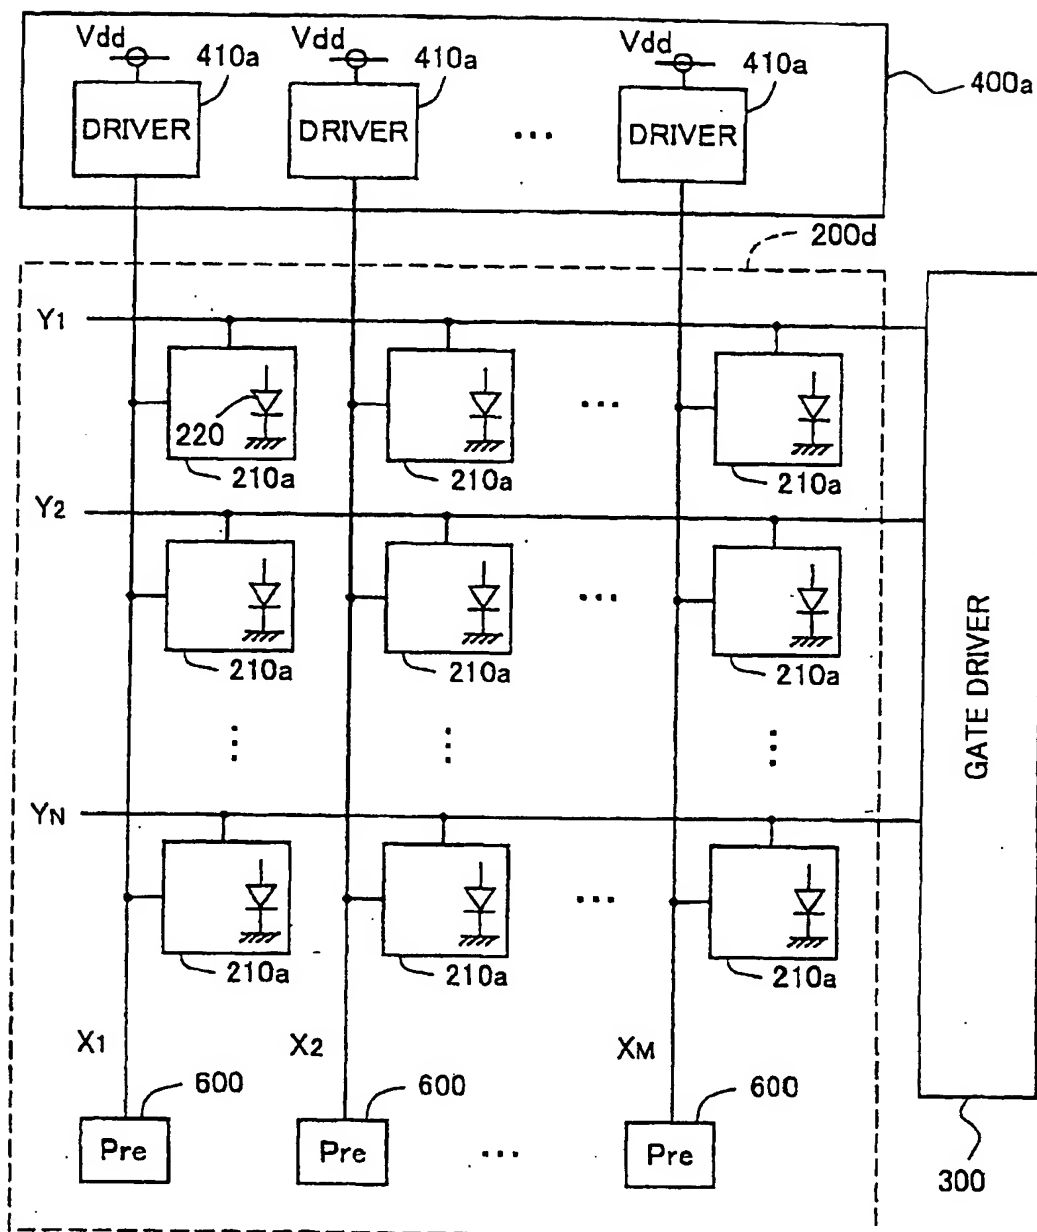 Vdd Vdd Vdd
410a 410a 410a
400a
DRIVER DRIVER ... DRIVER
200d
Y1
220
...
210a 210a 210a
Y2
...
210a 210a 210a
GATE DRIVER
YN
...
210a 210a 210a
X1 X2 XM
600 600 600
Pre Pre ... Pre
300